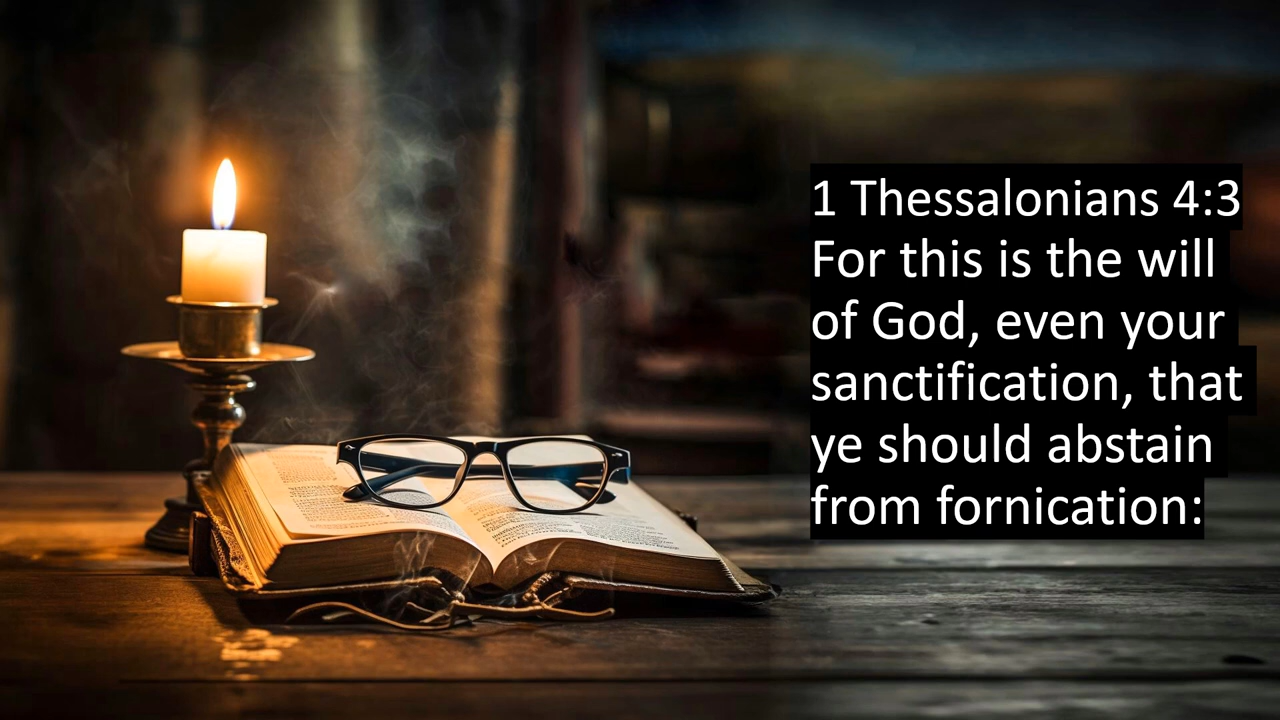 1 Thessalonians 4:3
For this is the will
of God, even your
sanctification, that
ye should abstain
from fornication: